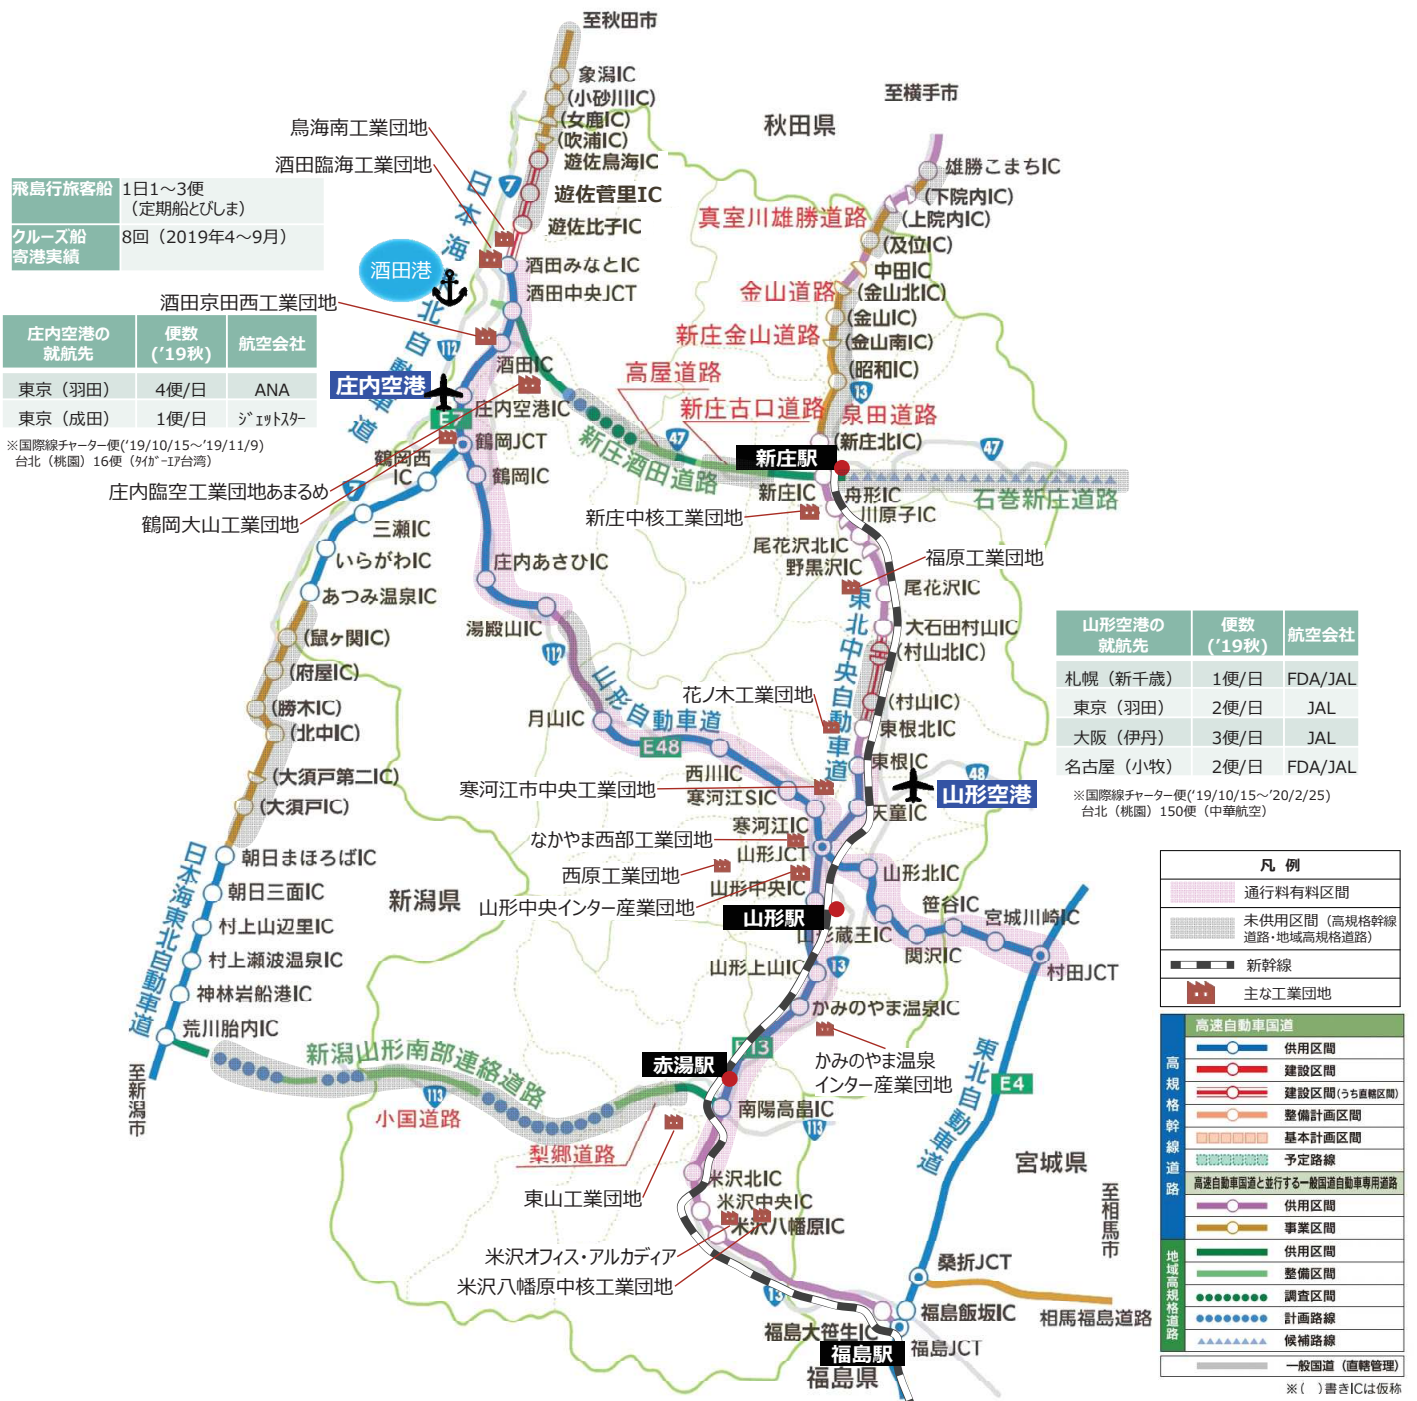 至秋田市
象潟IC
(小砂川IC)
(女鹿IC)
(吹浦IC)
遊佐鳥海IC
遊佐菅里IC
遊佐比子IC
酒田みなとIC
酒田中央JCT
酒田IC
庄内空港IC
鶴岡JCT
鶴岡西
IC
鶴岡IC
三瀬IC
いらがわIC
あつみ温泉IC
(鼠ヶ関IC)
(府屋IC)
(勝木IC)
(北中IC)
(大須戸第二IC)
(大須戸IC)
朝日まほろばIC
朝日三面IC
村上山辺里IC
村上瀬波温泉IC
神林岩船港IC
荒川胎内IC
至新潟市
日本海東北自動車道
日本海東北自動車道
7
7
112
鳥海南工業団地
酒田臨海工業団地
酒田港
酒田京田西工業団地
庄内空港
庄内臨空工業団地あまるめ
鶴岡大山工業団地
飛島行旅客船 1日1~3便
(定期船とびしま)
クルーズ船
寄港実績 8回(2019年4~9月)
庄内空港の
就航先 便数
('19秋) 航空会社
東京(羽田) 4便/日 ANA
東京(成田) 1便/日 ジェットスター
※国際線チャーター便('19/10/15~'19/11/9)
台北(桃園)16便(タイガーエア台湾)
至横手市
秋田県
雄勝こまちIC
(下院内IC)
(上院内IC)
(及位IC)
中田IC
(金山北IC)
(金山IC)
(金山南IC)
(昭和IC)
(新庄北IC)
真室川雄勝道路
金山道路
新庄金山道路
高屋道路
新庄古口道路
泉田道路
13
47
47
新庄酒田道路
石巻新庄道路
新庄駅
新庄IC
舟形IC
川原子IC
新庄中核工業団地
尾花沢北IC
野黒沢IC
福原工業団地
尾花沢IC
大石田村山IC
(村山北IC)
(村山IC)
東根北IC
東根IC
天童IC
東北中央自動車道
花ノ木工業団地
庄内あさひIC
湯殿山IC
112
月山IC
山形自動車道
E48
西川IC
寒河江SIC
寒河江IC
山形JCT
山形中央IC
寒河江市中央工業団地
なかやま西部工業団地
西原工業団地
山形中央インター産業団地
48
山形空港
山形空港の
就航先 便数
('19秋) 航空会社
札幌(新千歳) 1便/日 FDA/JAL
東京(羽田) 2便/日 JAL
大阪(伊丹) 3便/日 JAL
名古屋(小牧) 2便/日 FDA/JAL
※国際線チャーター便('19/10/15~'20/2/25)
台北(桃園)150便(中華航空)
山形北IC
笹谷IC
宮城川崎IC
関沢IC
村田JCT
山形駅
山形蔵王IC
山形上山IC
13
かみのやま温泉IC
かみのやま温泉
インター産業団地
新潟県
E13
赤湯駅
南陽高畠IC
113
新潟山形南部連絡道路
113
小国道路
梨郷道路
東山工業団地
米沢北IC
米沢中央IC
米沢八幡原IC
米沢オフィス・アルカディア
米沢八幡原中核工業団地
13
東北自動車道
E4
宮城県
至相馬市
桑折JCT
福島飯坂IC
相馬福島道路
福島大笹生IC
福島JCT
福島駅
福島県
凡例
通行料有料区間
未供用区間(高規格幹線
道路・地域高規格道路)
新幹線
主な工業団地
高規格幹線道路
高速自動車国道
供用区間
建設区間
建設区間(うち直轄区間)
整備計画区間
基本計画区間
予定路線
高速自動車国道と並行する一般国道自動車専用道路
供用区間
事業区間
地域高規格道路
供用区間
整備区間
調査区間
計画路線
候補路線
一般国道(直轄管理)
※( )書きICは仮称